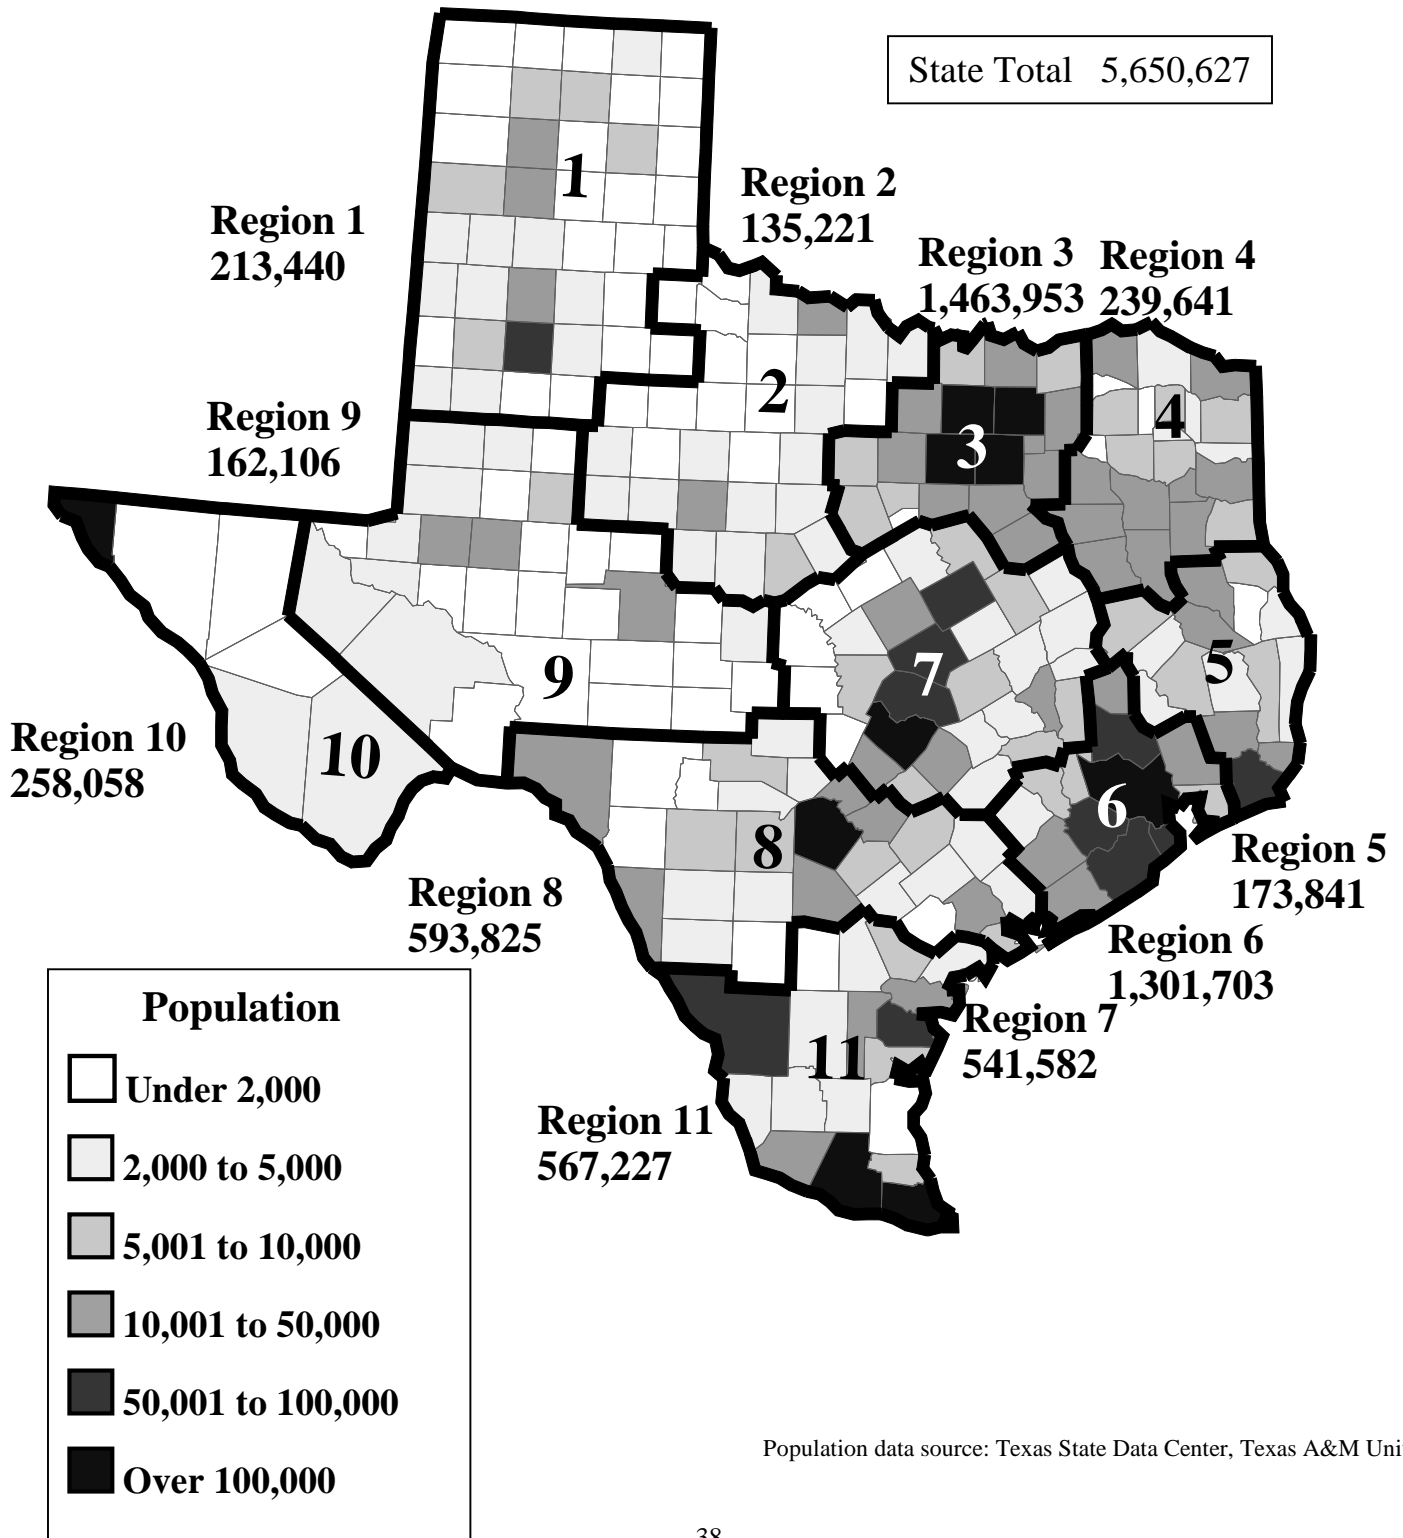 State Total 5,650,627
Region 1
213,440
Region 2
135,221
Region 3
1,463,953
Region 4
239,641
Region 9
162,106
Region 10
258,058
Region 8
593,825
Region 5
173,841
Region 6
1,301,703
Region 7
541,582
Region 11
567,227
1
2
3
4
5
6
7
8
9
10
11
Population
Under 2,000
2,000 to 5,000
5,001 to 10,000
10,001 to 50,000
50,001 to 100,000
Over 100,000
Population data source: Texas State Data Center, Texas A&M Uni
38